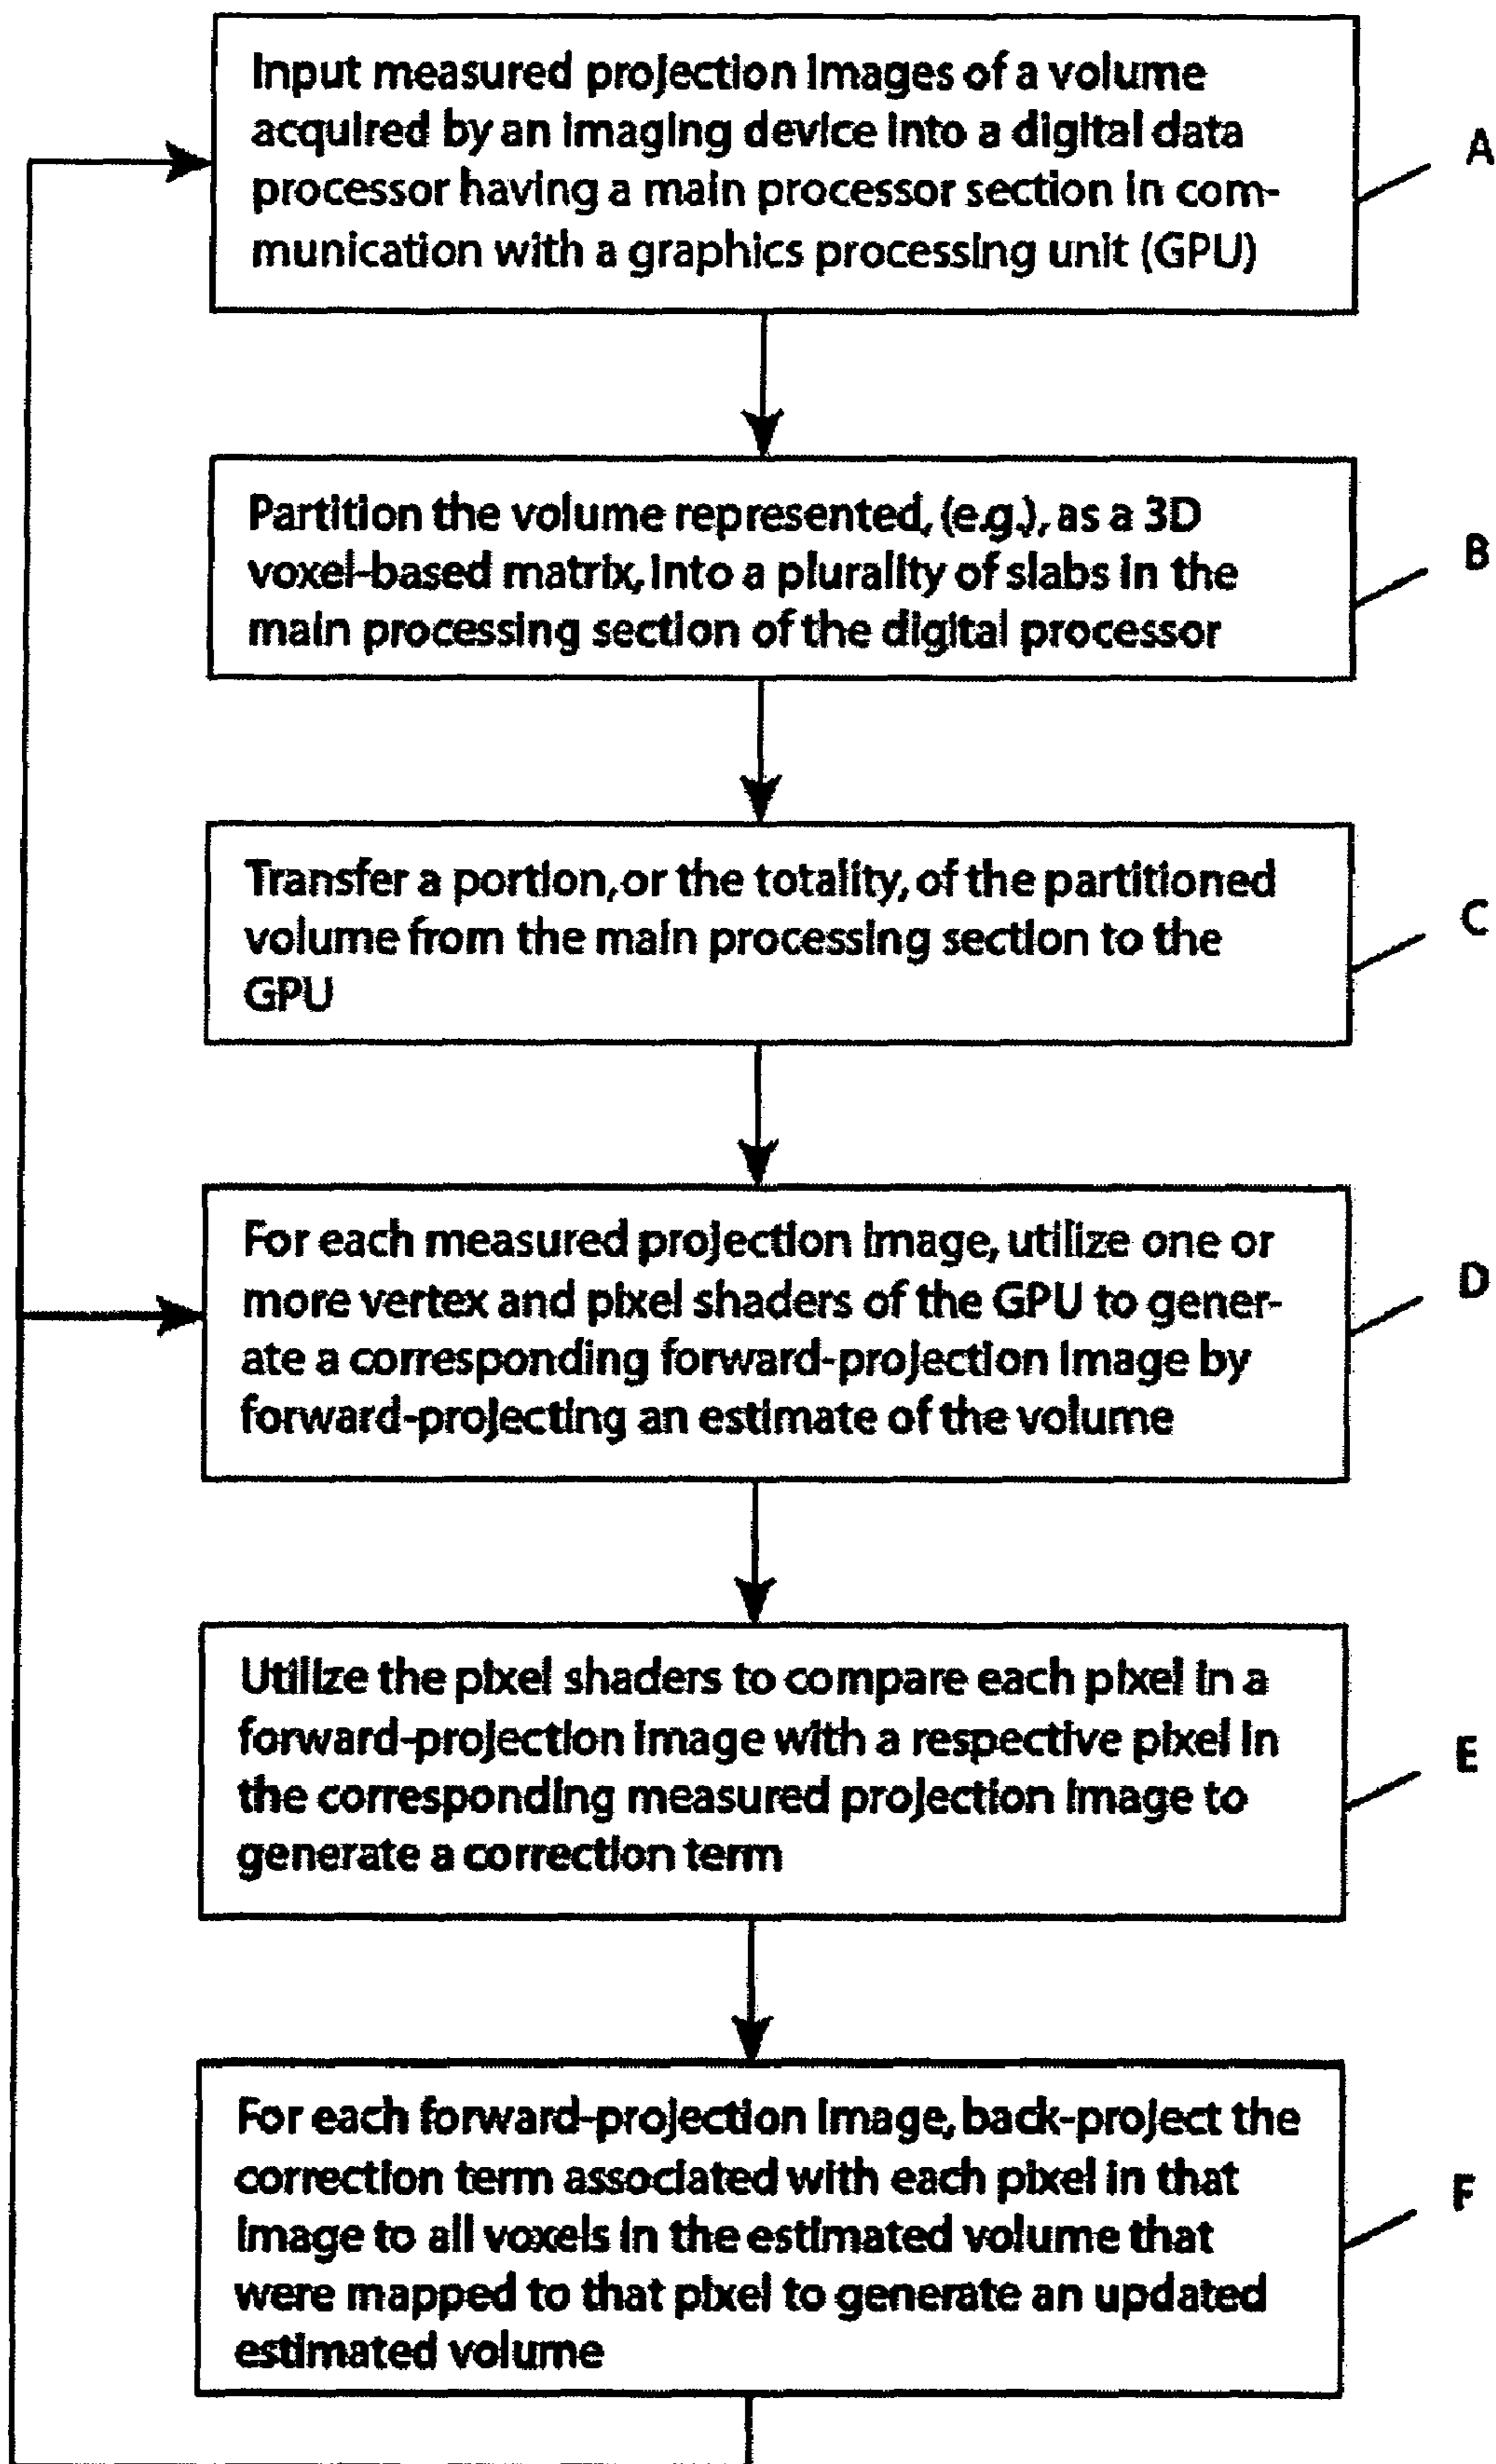 Input measured projection images of a volume
acquired by an imaging device into a digital data
processor having a main processor section in com-
munication with a graphics processing unit (GPU)
A
Partition the volume represented, (e.g.), as a 3D
voxel-based matrix, into a plurality of slabs in the
main processing section of the digital processor
B
Transfer a portion, or the totality, of the partitioned
volume from the main processing section to the
GPU
C
For each measured projection image, utilize one or
more vertex and pixel shaders of the GPU to gener-
ate a corresponding forward-projection image by
forward-projecting an estimate of the volume
D
Utilize the pixel shaders to compare each pixel in a
forward-projection image with a respective pixel in
the corresponding measured projection image to
generate a correction term
E
For each forward-projection image, back-project the
correction term associated with each pixel in that
image to all voxels in the estimated volume that
were mapped to that pixel to generate an updated
estimated volume
F